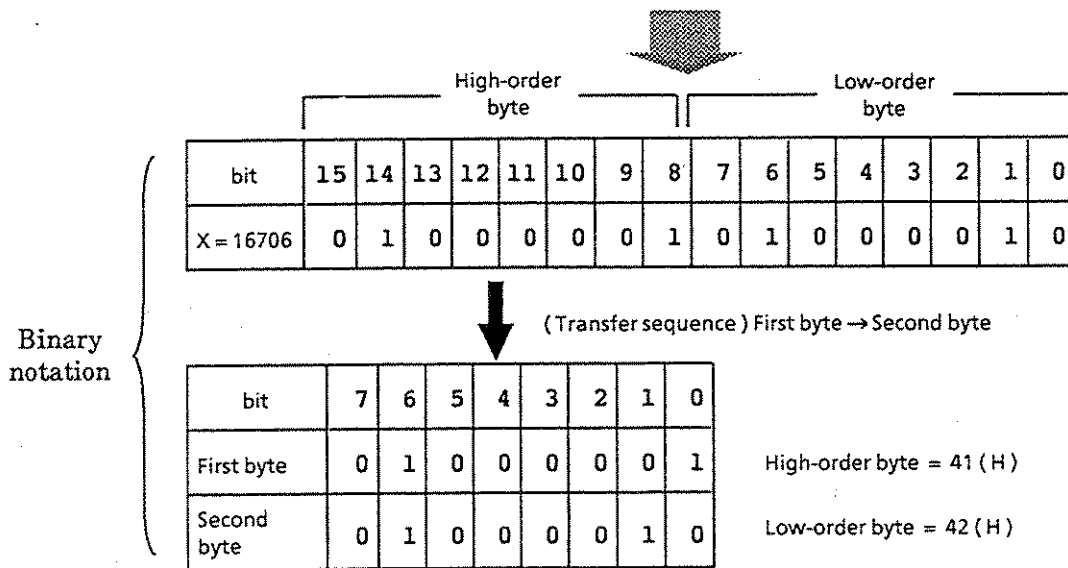 High-order byte
Low-order byte
bit 15 14 13 12 11 10 9 8 7 6 5 4 3 2 1 0
X = 16706 0 1 0 0 0 0 0 1 0 1 0 0 0 0 1 0
(Transfer sequence) First byte → Second byte
Binary notation
bit 7 6 5 4 3 2 1 0
First byte 0 1 0 0 0 0 0 1 High-order byte = 41 (H)
Second byte 0 1 0 0 0 0 1 0 Low-order byte = 42 (H)